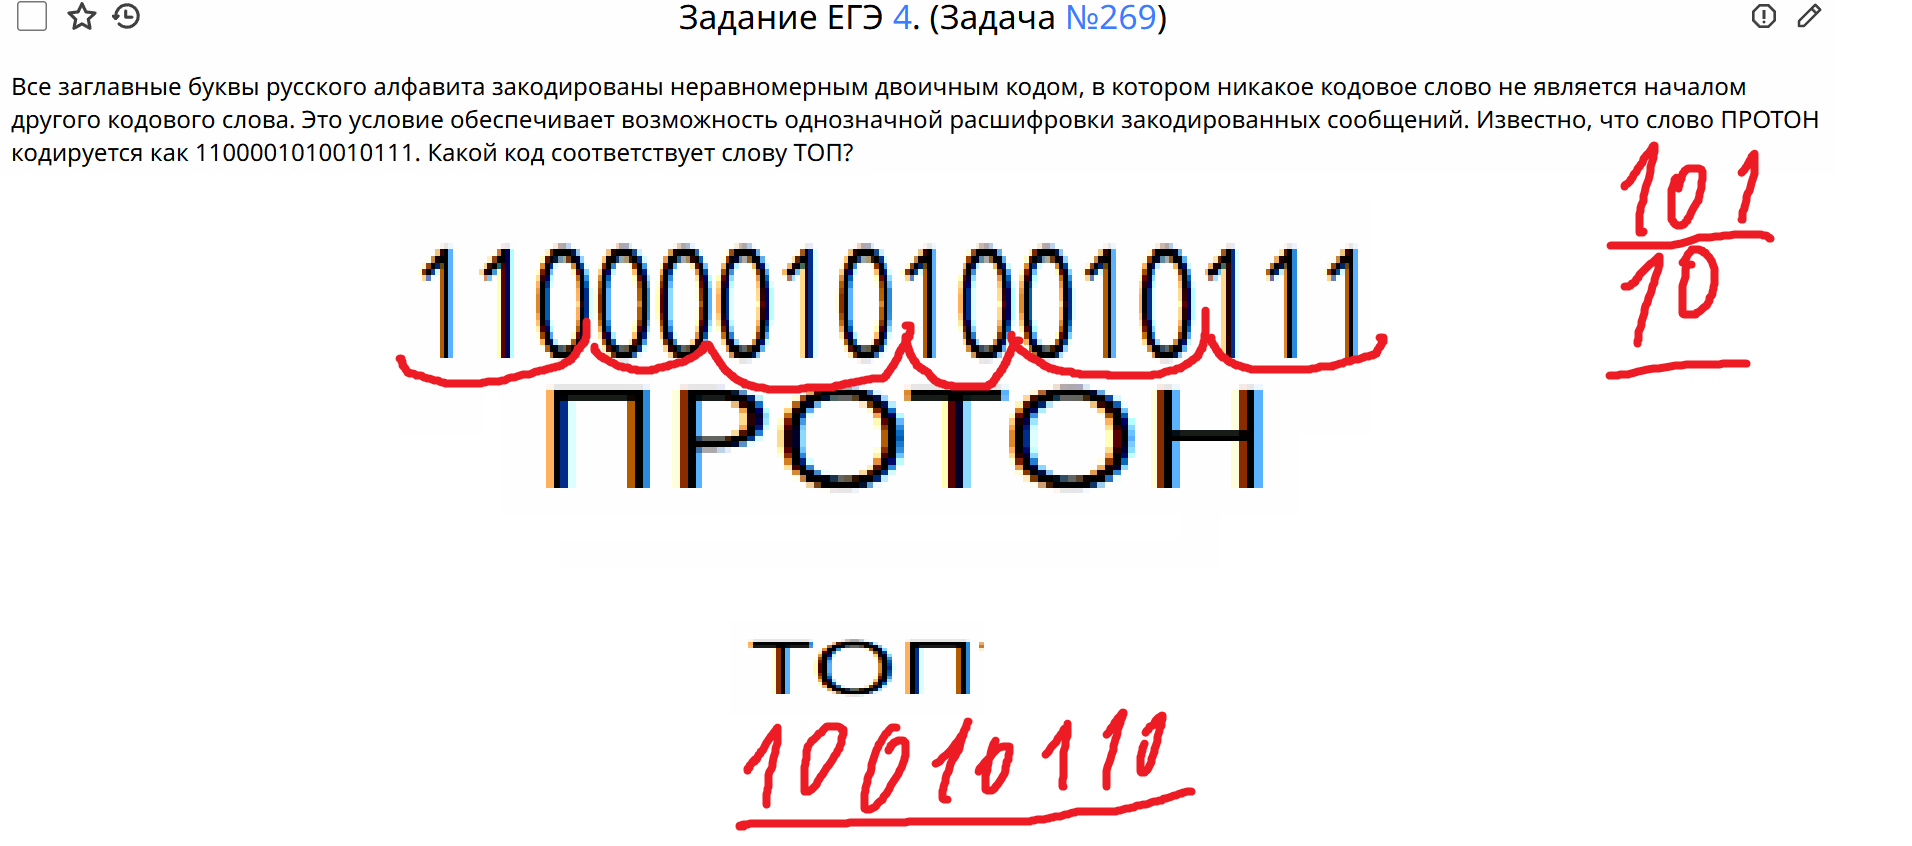 Задание ЕГЭ 4. (Задача №269)
Все заглавные буквы русского алфавита закодированы неравномерным двоичным кодом, в котором никакое кодовое слово не является началом
другого кодового слова. Это условие обеспечивает возможность однозначной расшифровки закодированных сообщений. Известно, что слово ПРОТОН
кодируется как 1100001010010111. Какой код соответствует слову ТОП?
101
10
1100001010010111
ПРОТОН
ТОП
10010110